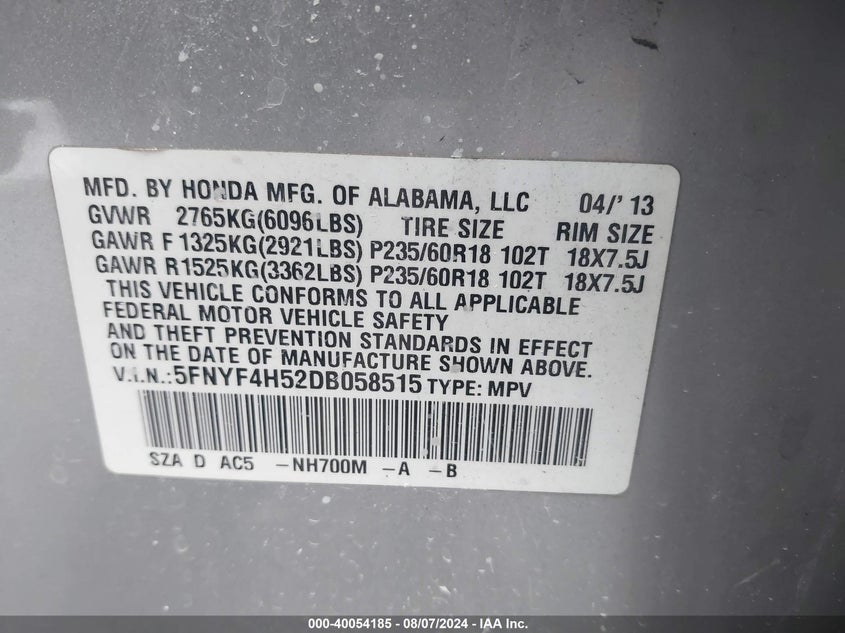 MFD. BY HONDA MFG. OF ALABAMA, LLC 04/'13
GVWR 2765KG(6096LBS) TIRE SIZE RIM SIZE
GAWR F 1325KG(2921LBS) P235/60R18 102T 18X7.5J
GAWR R1525KG(3362LBS) P235/60R18 102T 18X7.5J
THIS VEHICLE CONFORMS TO ALL APPLICABLE
FEDERAL MOTOR VEHICLE SAFETY
AND THEFT PREVENTION STANDARDS IN EFFECT
ON THE DATE OF MANUFACTURE SHOWN ABOVE.
V.I.N.:5FNYF4H52DB058515 TYPE: MPV
SZA D AC5 -NH700M -A -B
000-40054185 - 08/07/2024 - IAA Inc.